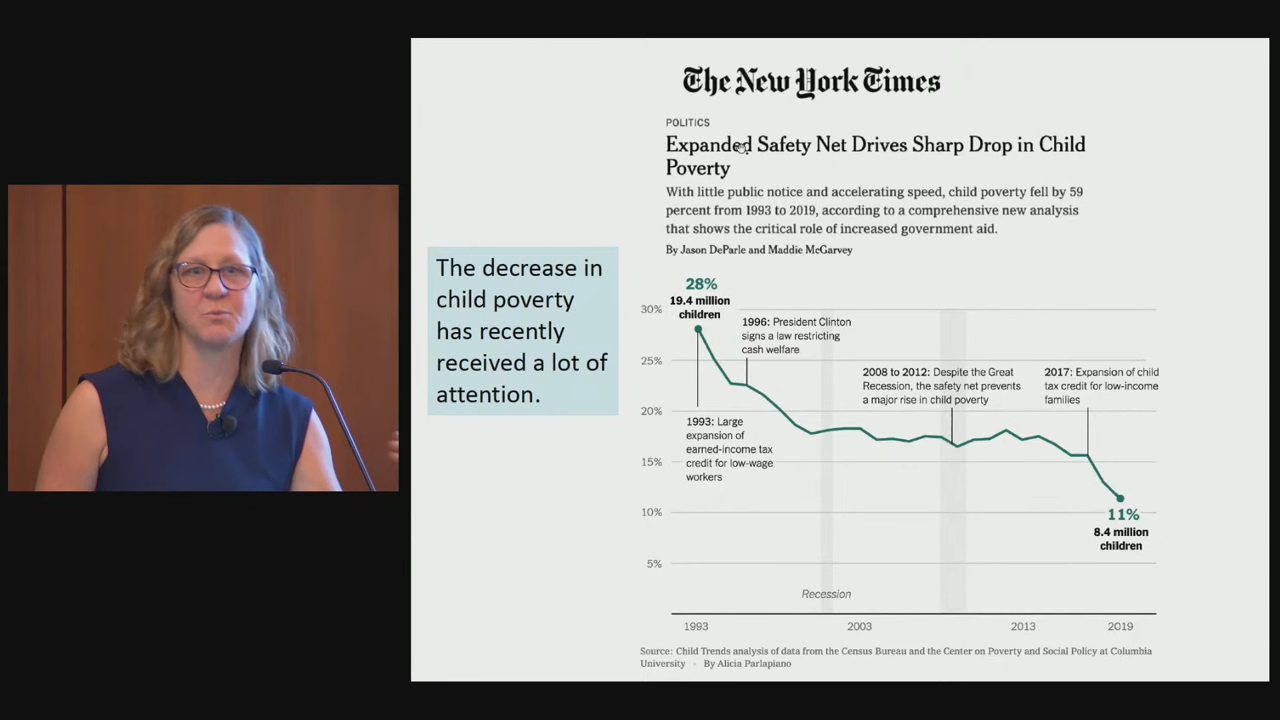 The New York Times
POLITICS
Expanded Safety Net Drives Sharp Drop in Child
Poverty
With little public notice and accelerating speed, child poverty fell by 59
percent from 1993 to 2019, according to a comprehensive new analysis
that shows the critical role of increased government aid.
By Jason DeParle and Maddie McGarvey
The decrease in
child poverty
has recently
received a lot of
attention.
28%
19.4 million
children
30%
25%
20%
15%
10%
5%
1996: President Clinton
signs a law restricting
cash welfare
1993: Large
expansion of
earned-income tax
credit for low-wage
workers
2008 to 2012: Despite the Great
Recession, the safety net prevents
a major rise in child poverty
2017: Expansion of child
tax credit for low-income
families
11%
8.4 million
children
Recession
1993
2003
2013
2019
Source: Child Trends analysis of data from the Census Bureau and the Center on Poverty and Social Policy at Columbia
University • By Alicia Parlapiano